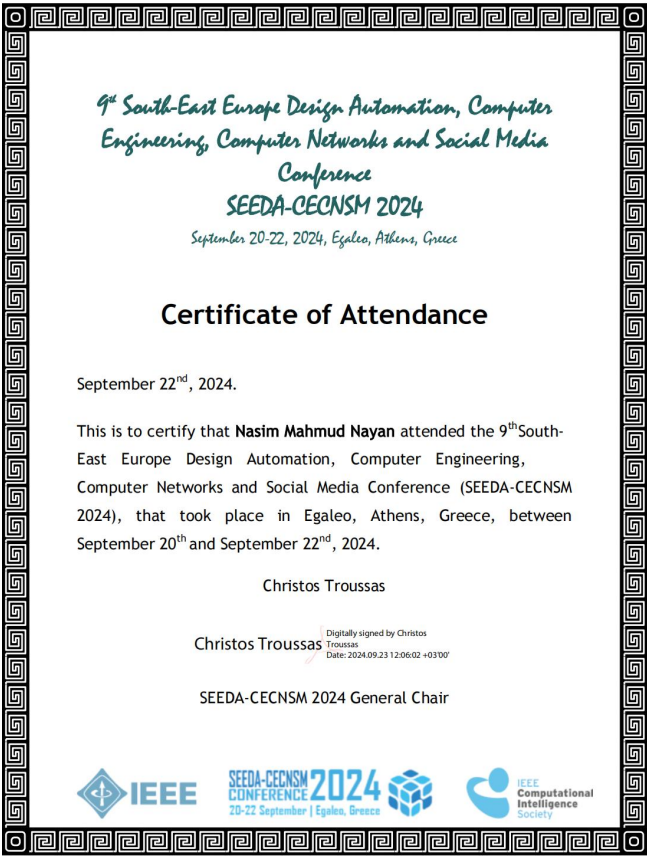 9th South-East Europe Design Automation, Computer
Engineering, Computer Networks and Social Media
Conference
SEEDA-CECNSM 2024
September 20-22, 2024, Egaleo, Athens, Greece
Certificate of Attendance
September 22nd, 2024.
This is to certify that Nasim Mahmud Nayan attended the 9thSouth-
East Europe Design Automation, Computer Engineering,
Computer Networks and Social Media Conference (SEEDA-CECNSM
2024), that took place in Egaleo, Athens, Greece, between
September 20th and September 22nd, 2024.
Christos Troussas
Christos Troussas
Digitally signed by Christos
Troussas
Date: 2024.09.23 12:06:02 +03'00'
SEEDA-CECNSM 2024 General Chair
IEEE
SEEDA-CECNSM
CONFERENCE 2024
20-22 September | Egaleo, Greece
IEEE
Computational
Intelligence
Society